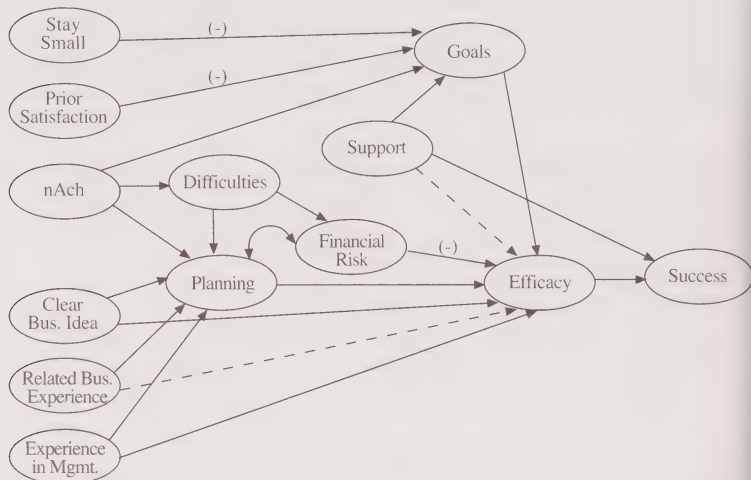 Stay
Small
(-)
Goals
(-)
Prior
Satisfaction
Support
nAch
Difficulties
Financial
Risk
(-)
Planning
Efficacy
Success
Clear
Bus. Idea
Related Bus.
Experience
Experience
in Mgmt.